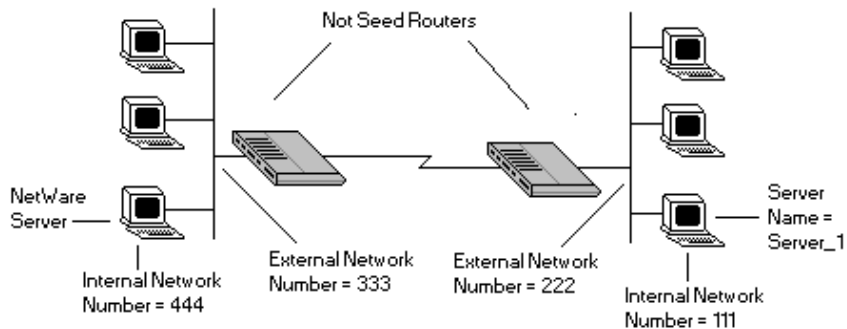 Not Seed Routers
NetWare
Server
Server
Name =
Server_1
External Network
Number = 333
External Network
Number = 222
Internal Network
Number = 444
Internal Network
Number = 111